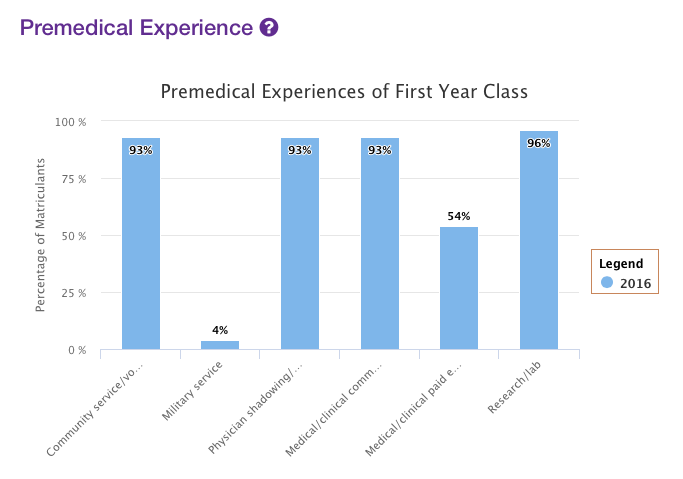 Premedical Experience ?
Premedical Experiences of First Year Class
Percentage of Matriculants
100 %
75 %
50 %
25 %
0 %
93%
4%
93%
93%
54%
96%
Community service/vo...
Military service
Physician shadowing/...
Medical/clinical comm...
Medical/clinical paid e...
Research/lab
Legend
2016